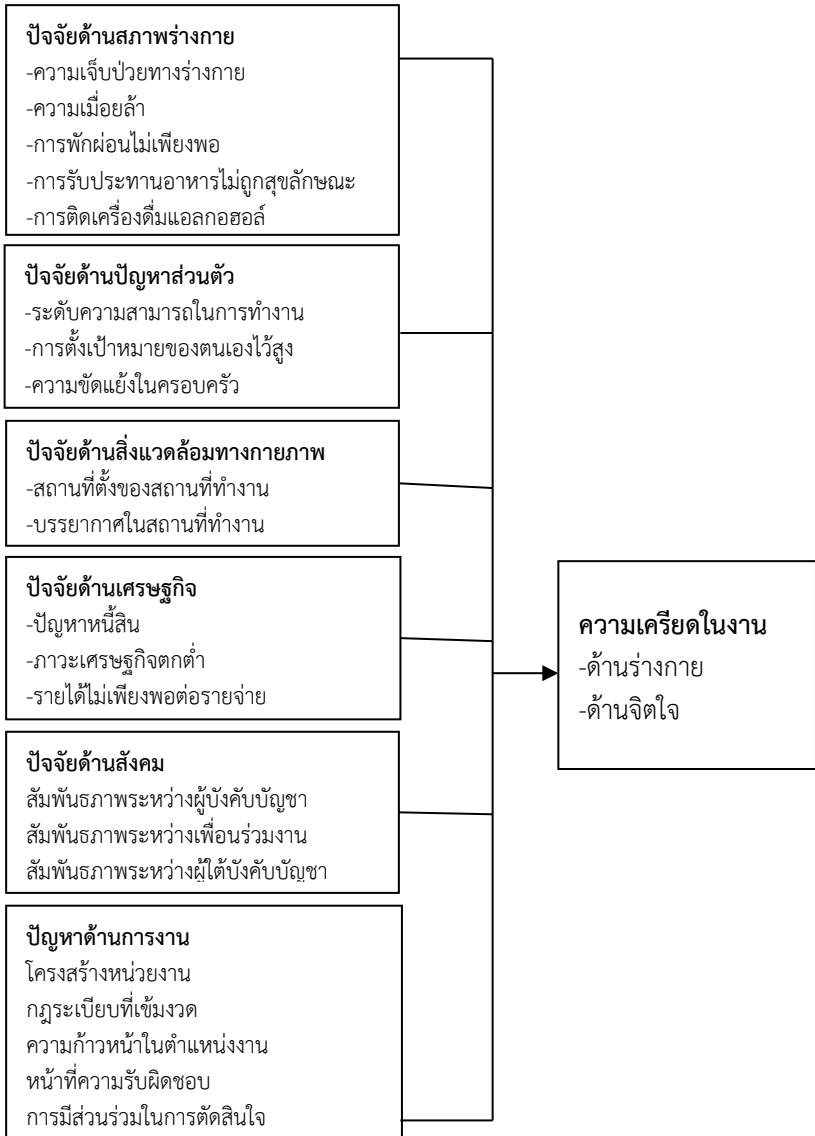 ปัจจัยด้านสภาพร่างกาย
-ความเจ็บป่วยทางร่างกาย
-ความเมื่อยล้า
-การพักผ่อนไม่เพียงพอ
-การรับประทานอาหารไม่ถูกสุขลักษณะ
-การติดเครื่องดื่มแอลกอฮอล์
ปัจจัยด้านปัญหาส่วนตัว
-ระดับความสามารถในการทำงาน
-การตั้งเป้าหมายของตนเองไว้สูง
-ความขัดแย้งในครอบครัว
ปัจจัยด้านสิ่งแวดล้อมทางกายภาพ
-สถานที่ตั้งของสถานที่ทำงาน
-บรรยากาศในสถานที่ทำงาน
ปัจจัยด้านเศรษฐกิจ
-ปัญหาหนี้สิน
-ภาวะเศรษฐกิจตกต่ำ
-รายได้ไม่เพียงพอต่อรายจ่าย
ปัจจัยด้านสังคม
สัมพันธภาพระหว่างผู้บังคับบัญชา
สัมพันธภาพระหว่างเพื่อนร่วมงาน
สัมพันธภาพระหว่างผู้ใต้บังคับบัญชา
ปัญหาด้านการงาน
โครงสร้างหน่วยงาน
กฎระเบียบที่เข้มงวด
ความก้าวหน้าในตำแหน่งงาน
หน้าที่ความรับผิดชอบ
การมีส่วนร่วมในการตัดสินใจ
ความเครียดในงาน
-ด้านร่างกาย
-ด้านจิตใจ